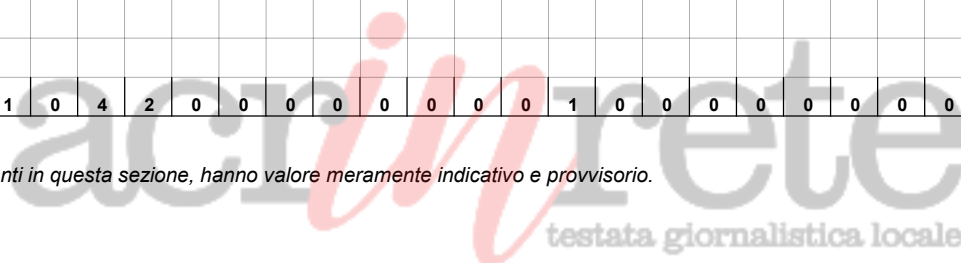 1 0 4 2 0 0 0 0 0 0 0 0 1 0 0 0 0 0 0 0 0
acrinrete
nti in questa sezione, hanno valore meramente indicativo e provvisorio.
testata giornalistica locale